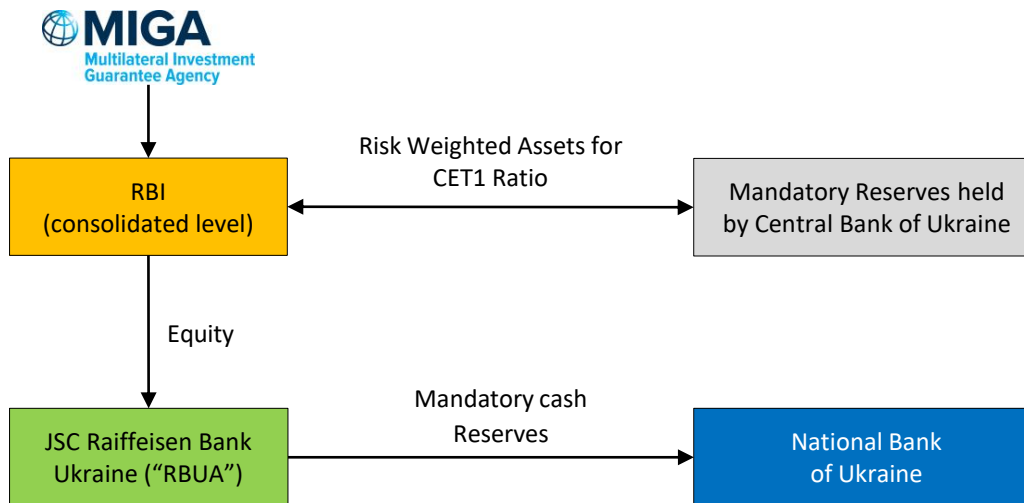 MIGA
Multilateral Investment
Guarantee Agency
Risk Weighted Assets for
CET1 Ratio
RBI
(consolidated level)
Mandatory Reserves held
by Central Bank of Ukraine
Equity
Mandatory cash
Reserves
JSC Raiffeisen Bank
Ukraine (“RBUA”)
National Bank
of Ukraine